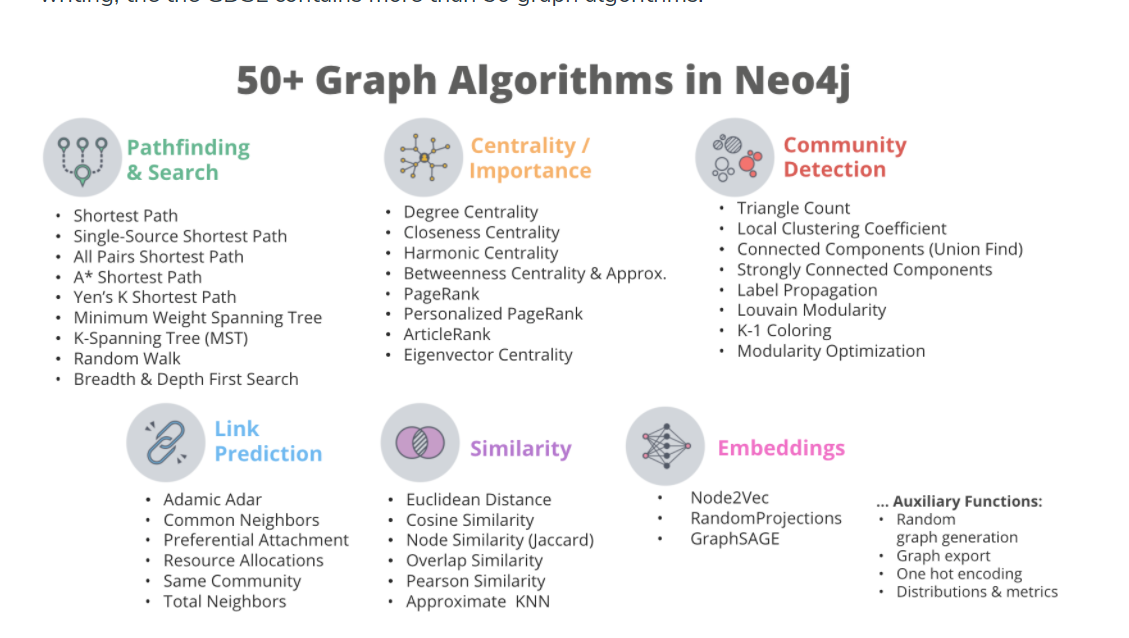 writing, the the GDSL contains more than 50 graph algorithms.
50+ Graph Algorithms in Neo4j
Pathfinding
& Search
• Shortest Path
• Single-Source Shortest Path
• All Pairs Shortest Path
• A* Shortest Path
• Yen's K Shortest Path
• Minimum Weight Spanning Tree
• K-Spanning Tree (MST)
• Random Walk
• Breadth & Depth First Search
Centrality /
Importance
• Degree Centrality
• Closeness Centrality
• Harmonic Centrality
• Betweenness Centrality & Approx.
• PageRank
• Personalized PageRank
• ArticleRank
• Eigenvector Centrality
Community
Detection
• Triangle Count
• Local Clustering Coefficient
• Connected Components (Union Find)
• Strongly Connected Components
• Label Propagation
• Louvain Modularity
• K-1 Coloring
• Modularity Optimization
Link
Prediction
• Adamic Adar
• Common Neighbors
• Preferential Attachment
• Resource Allocations
• Same Community
• Total Neighbors
Similarity
• Euclidean Distance
• Cosine Similarity
• Node Similarity (Jaccard)
• Overlap Similarity
• Pearson Similarity
• Approximate KNN
Embeddings
• Node2Vec
• RandomProjections
• GraphSAGE
... Auxiliary Functions:
• Random
graph generation
• Graph export
• One hot encoding
• Distributions & metrics